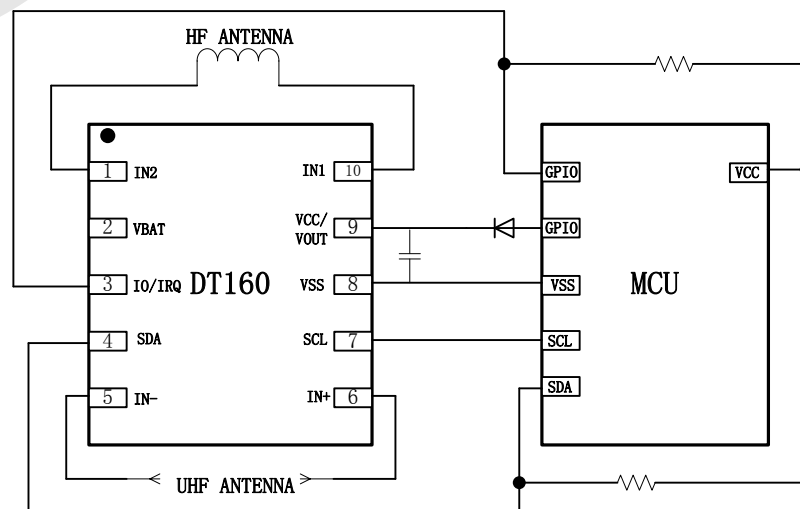 HF ANTENNA
1 IN2
IN1 10
GPIO
VCC
2 VBAT
VCC/
VOUT
9
GPIO
3 IO/IRQ
DT160
VSS 8
VSS
MCU
4 SDA
SCL 7
SCL
5 IN-
IN+ 6
SDA
UHF ANTENNA